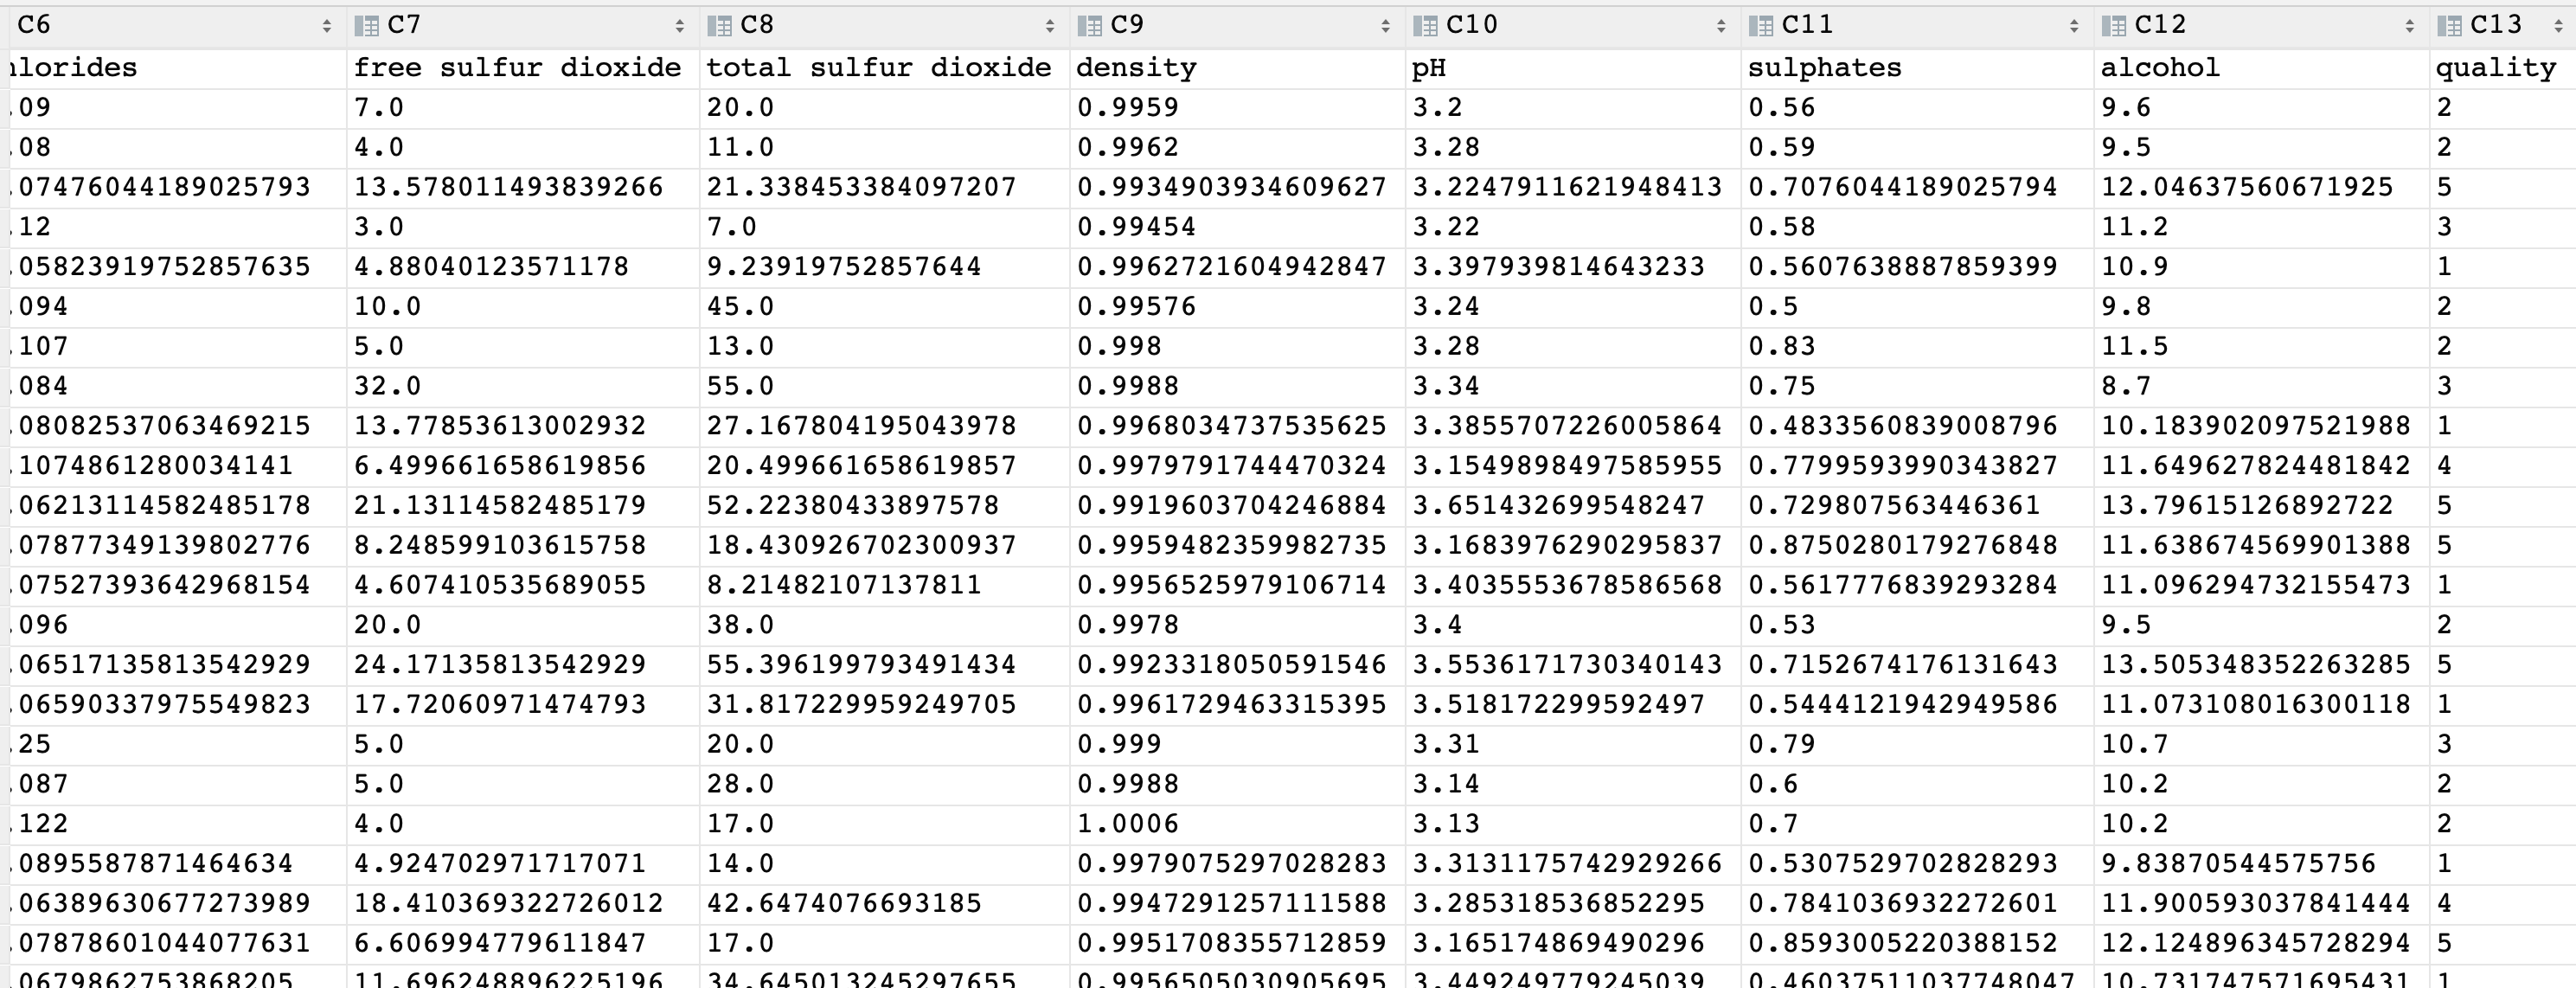 C6 C7 C8 C9 C10 C11 C12 C13
hlorides free sulfur dioxide total sulfur dioxide density pH sulphates alcohol quality
.09 7.0 20.0 0.9959 3.2 0.56 9.6 2
.08 4.0 11.0 0.9962 3.28 0.59 9.5 2
.07476044189025793 13.578011493839266 21.338453384097207 0.9934903934609627 3.2247911621948413 0.7076044189025794 12.04637560671925 5
.12 3.0 7.0 0.99454 3.22 0.58 11.2 3
.05823919752857635 4.88040123571178 9.23919752857644 0.9962721604942847 3.397939814643233 0.5607638887859399 10.9 1
.094 10.0 45.0 0.99576 3.24 0.5 9.8 2
.107 5.0 13.0 0.998 3.28 0.83 11.5 2
.084 32.0 55.0 0.9988 3.34 0.75 8.7 3
.08082537063469215 13.77853613002932 27.167804195043978 0.9968034737535625 3.3855707226005864 0.4833560839008796 10.183902097521988 1
.1074861280034141 6.499661658619856 20.499661658619857 0.9979791744470324 3.1549898497585955 0.7799593990343827 11.649627824481842 4
.06213114582485178 21.13114582485179 52.22380433897578 0.9919603704246884 3.651432699548247 0.729807563446361 13.79615126892722 5
.07877349139802776 8.248599103615758 18.430926702300937 0.9959482359982735 3.1683976290295837 0.8750280179276848 11.638674569901388 5
.07527393642968154 4.607410535689055 8.21482107137811 0.9956525979106714 3.4035553678586568 0.5617776839293284 11.096294732155473 1
.096 20.0 38.0 0.9978 3.4 0.53 9.5 2
.06517135813542929 24.17135813542929 55.396199793491434 0.9923318050591546 3.5536171730340143 0.7152674176131643 13.505348352263285 5
.06590337975549823 17.72060971474793 31.817229959249705 0.9961729463315395 3.518172299592497 0.5444121942949586 11.073108016300118 1
.25 5.0 20.0 0.999 3.31 0.79 10.7 3
.087 5.0 28.0 0.9988 3.14 0.6 10.2 2
.122 4.0 17.0 1.0006 3.13 0.7 10.2 2
.0895587871464634 4.924702971717071 14.0 0.9979075297028283 3.3131175742929266 0.5307529702828293 9.83870544575756 1
.06389630677273989 18.410369322726012 42.6474076693185 0.9947291257111588 3.285318536852295 0.7841036932272601 11.900593037841444 4
.07878601044077631 6.606994779611847 17.0 0.9951708355712859 3.165174869490296 0.8593005220388152 12.124896345728294 5
.0679862753868205 11.696248896225196 34.645013245297655 0.9956505030905695 3.449249779245039 0.46037511037748047 10.731747571695431 1